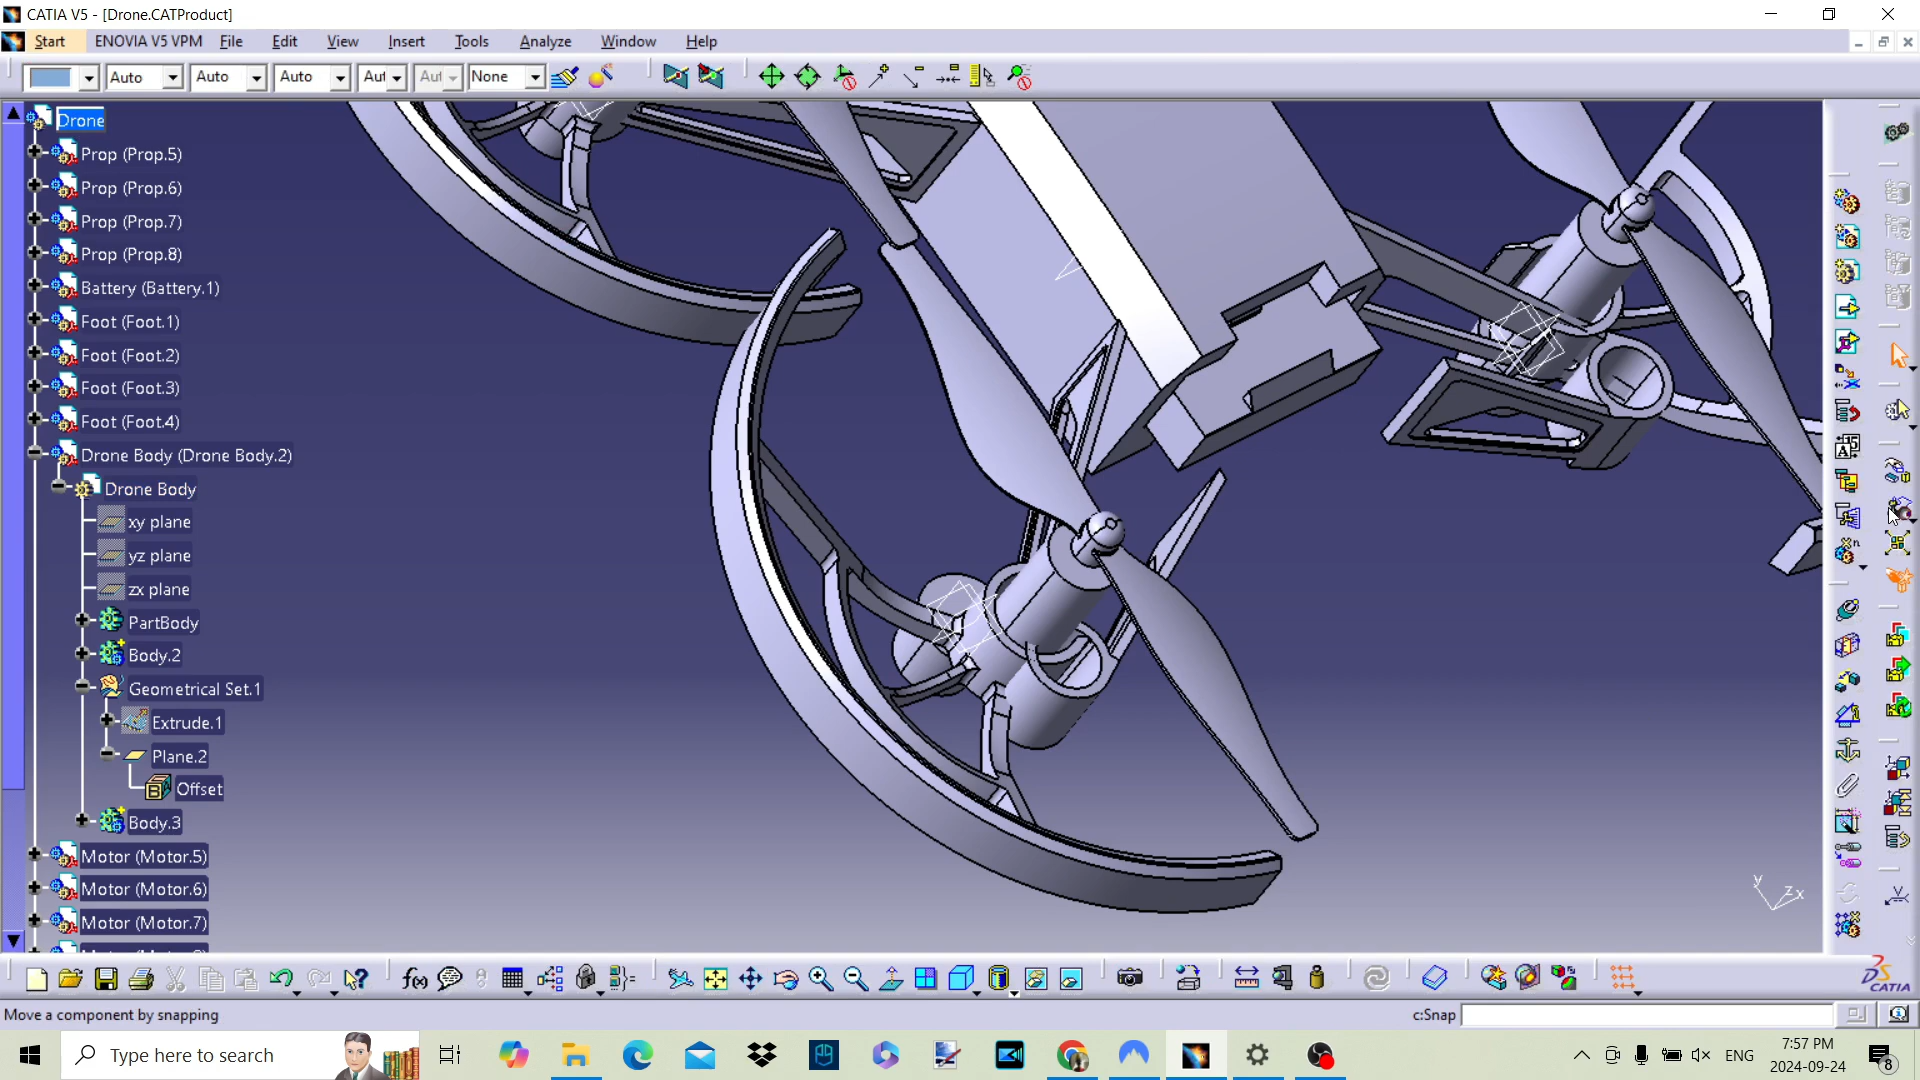 CATIA V5 - [Drone.CATProduct]
Start ENOVIA V5 VPM File Edit View Insert Tools Analyze Window Help
Auto Auto Auto Aut Aut None
Drone
Prop (Prop.5)
Prop (Prop.6)
Prop (Prop.7)
Prop (Prop.8)
Battery (Battery.1)
Foot (Foot.1)
Foot (Foot.2)
Foot (Foot.3)
Foot (Foot.4)
Drone Body (Drone Body.2)
Drone Body
xy plane
yz plane
zx plane
PartBody
Body.2
Geometrical Set.1
Extrude.1
Plane.2
Offset
Body.3
Motor (Motor.5)
Motor (Motor.6)
Motor (Motor.7)
y z x
CATIA
Move a component by snapping
c:Snap
Type here to search
ENG
7:57 PM
2024-09-24
8